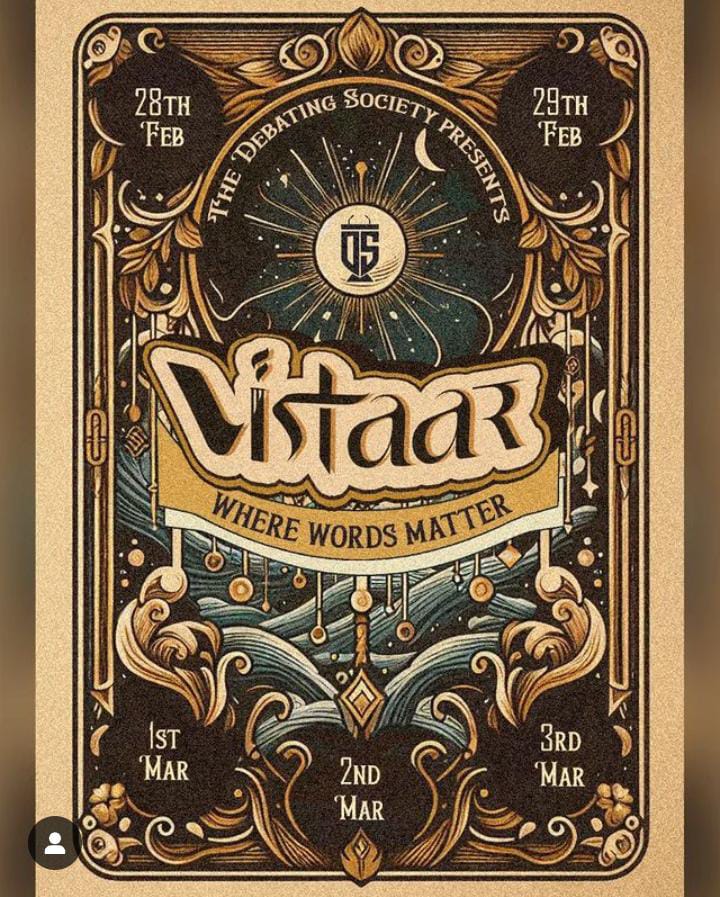 28th Feb
29th Feb
The Debating Society presents
DS
Vistaar
WHERE WORDS MATTER
1st Mar
2nd Mar
3rd Mar